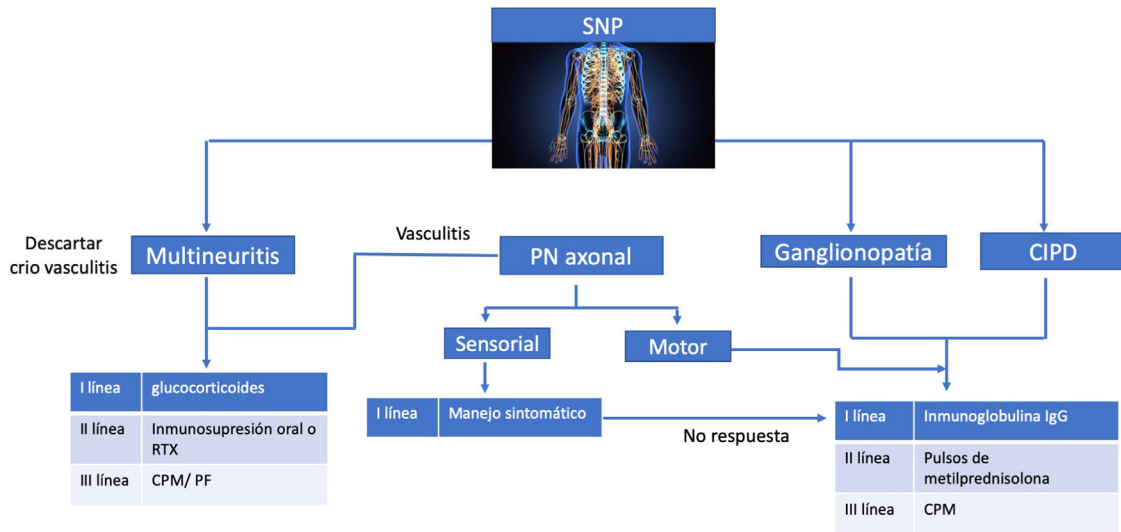 SNP
Descartar
crio vasculitis
Multineuritis
Vasculitis
PN axonal
Ganglionopatía
CIPD
Sensorial
Motor
I línea glucocorticoides
II línea Inmunosupresión oral o
RTX
III línea CPM/ PF
I línea Manejo sintomático
No respuesta
I línea Inmunoglobulina IgG
II línea Pulsos de
metilprednisolona
III línea CPM